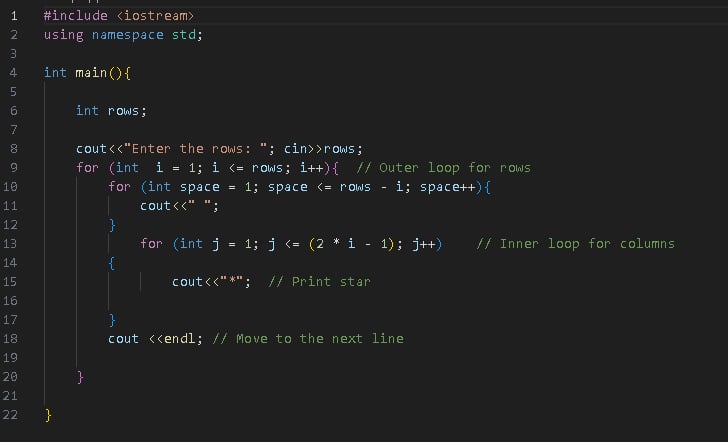 1 #include <iostream>
2 using namespace std;
3
4 int main(){
5
6     int rows;
7
8     cout<<"Enter the rows: "; cin>>rows;
9     for (int  i = 1; i <= rows; i++){  // Outer loop for rows
10         for (int space = 1; space <= rows - i; space++){
11             cout<<" ";
12         }
13             for (int j = 1; j <= (2 * i - 1); j++)    // Inner loop for columns
14         {
15                 cout<<"*";  // Print star
16
17         }
18         cout <<endl; // Move to the next line
19
20     }
21
22 }